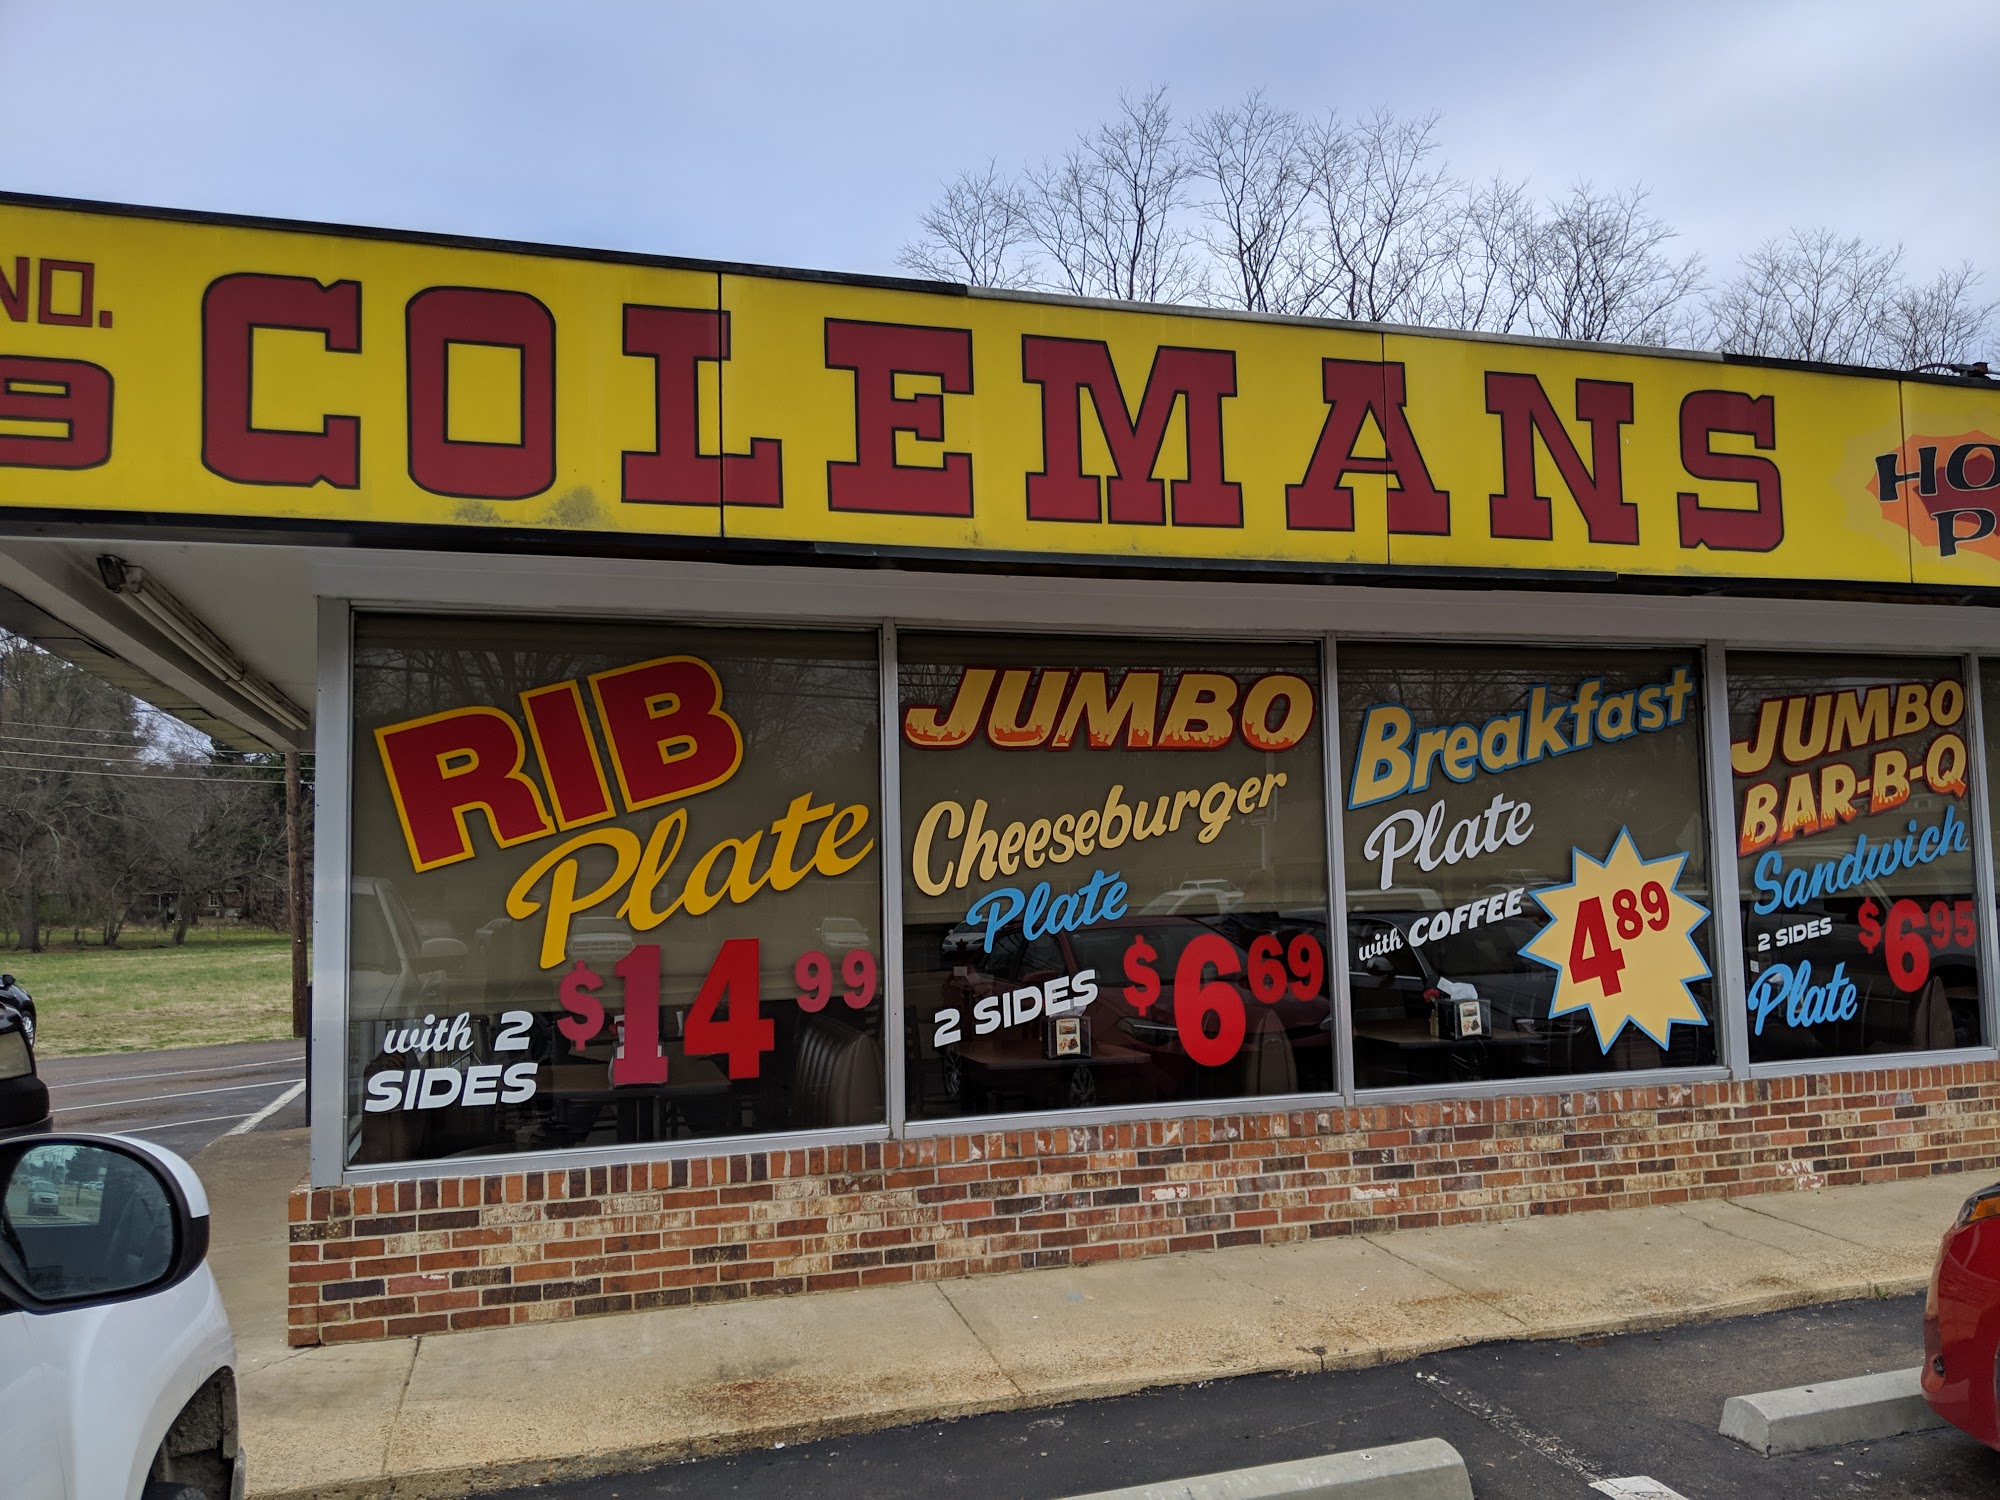 NO.
9
COLEMANS
RIB
Plate
with 2
SIDES
$14 99
JUMBO
Cheeseburger
Plate
2 SIDES
$6 69
Breakfast
Plate
with COFFEE
4 89
JUMBO
BAR-B-Q
Sandwich
2 SIDES
Plate
$6 95